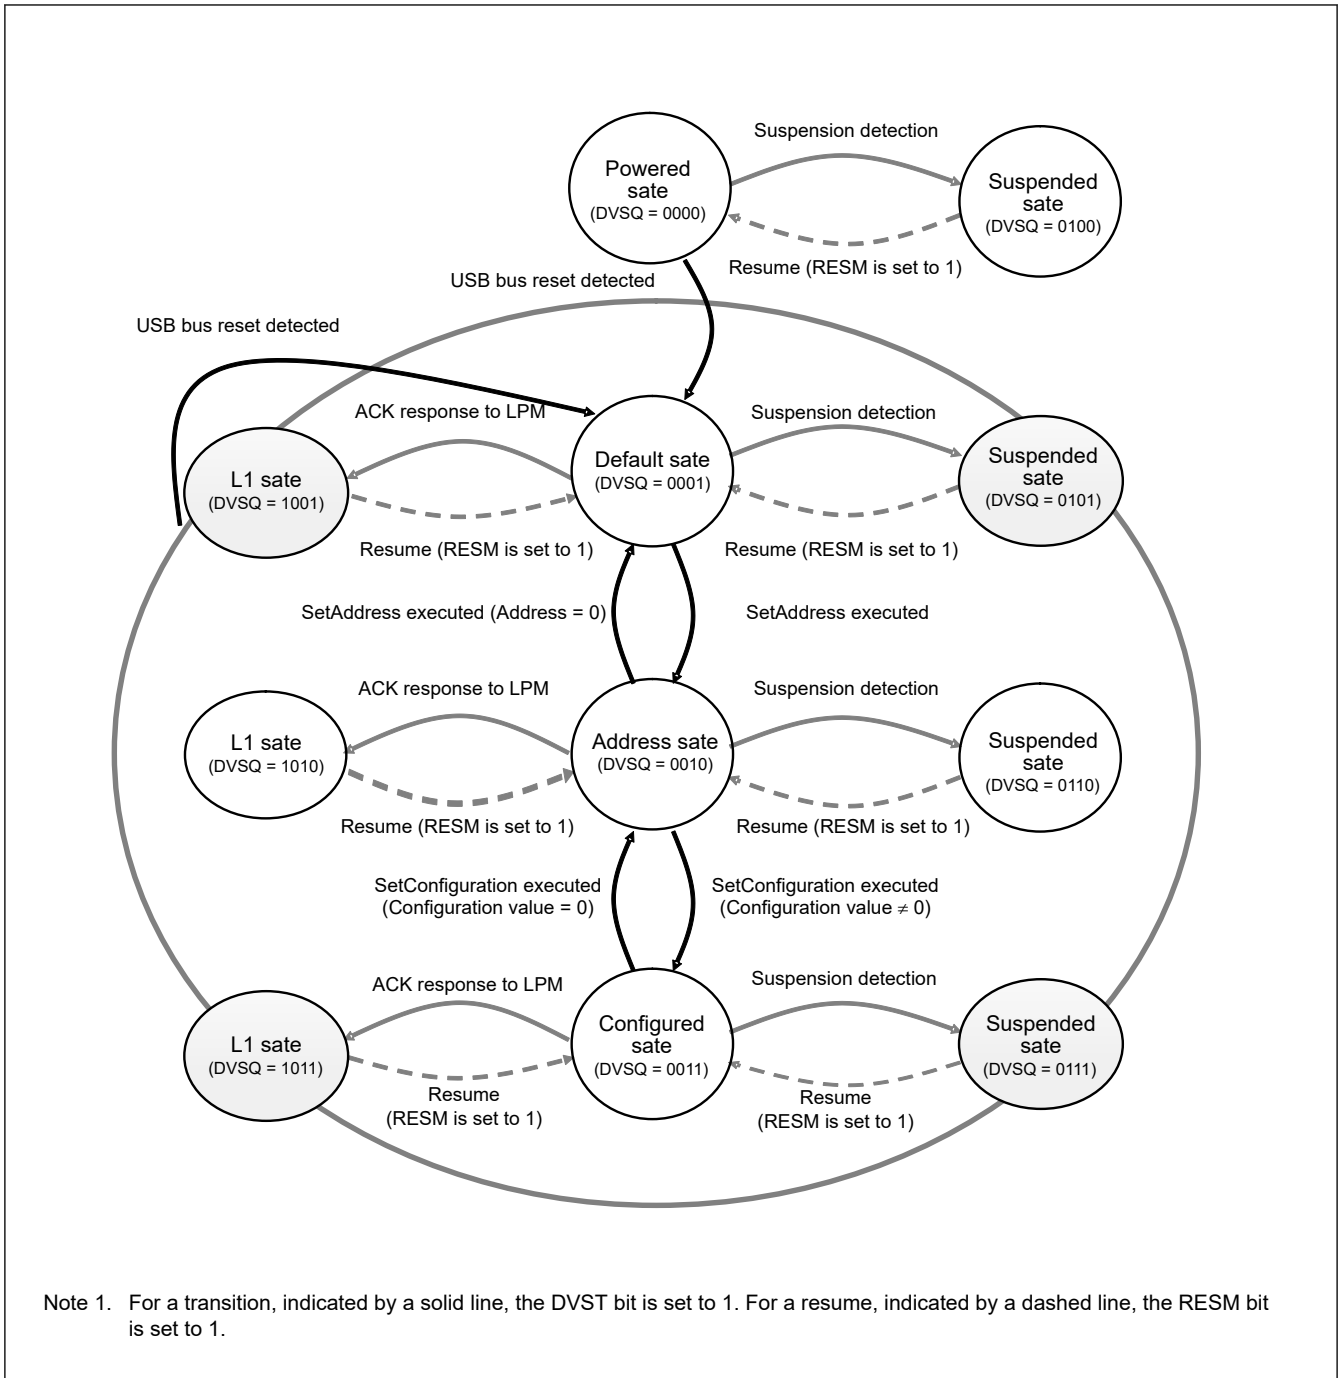 Suspension detection
Powered
sate
(DVSQ = 0000)
Suspended
sate
(DVSQ = 0100)
Resume (RESM is set to 1)
USB bus reset detected
USB bus reset detected
ACK response to LPM
Suspension detection
L1 sate
(DVSQ = 1001)
Default sate
(DVSQ = 0001)
Suspended
sate
(DVSQ = 0101)
Resume (RESM is set to 1)
Resume (RESM is set to 1)
SetAddress executed (Address = 0)
SetAddress executed
ACK response to LPM
Suspension detection
L1 sate
(DVSQ = 1010)
Address sate
(DVSQ = 0010)
Suspended
sate
(DVSQ = 0110)
Resume (RESM is set to 1)
Resume (RESM is set to 1)
SetConfiguration executed
(Configuration value = 0)
SetConfiguration executed
(Configuration value ≠ 0)
ACK response to LPM
Suspension detection
L1 sate
(DVSQ = 1011)
Configured
sate
(DVSQ = 0011)
Suspended
sate
(DVSQ = 0111)
Resume
(RESM is set to 1)
Resume
(RESM is set to 1)
Note 1. For a transition, indicated by a solid line, the DVST bit is set to 1. For a resume, indicated by a dashed line, the RESM bit
is set to 1.